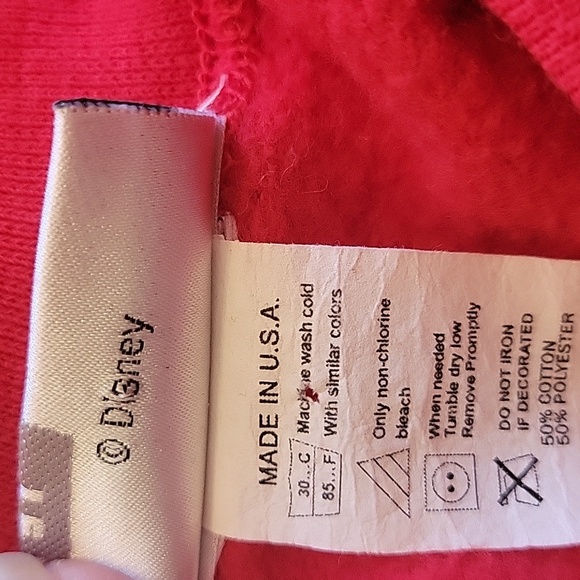 © Disney
MADE IN U.S.A.
30...C
85...F
Machine wash cold
With similar colors
Only non-chlorine
bleach
When needed
Tumble dry low
Remove Promptly
DO NOT IRON
IF DECORATED
50% COTTON
50% POLYESTER